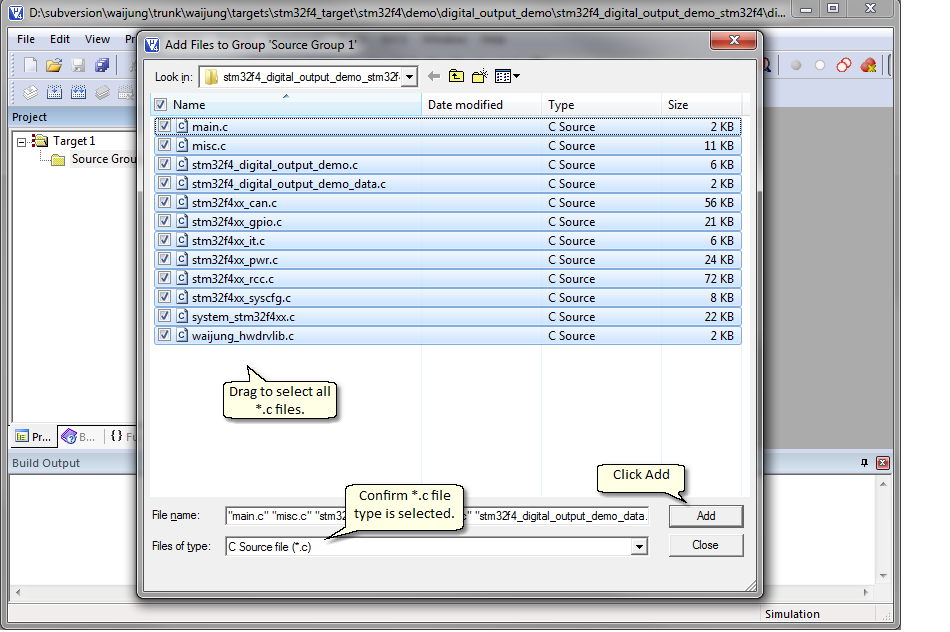 D:\subversion\waijung\trunk\waijung\targets\stm32f4_target\stm32f4\demo\digital_output_demo\stm32f4_digital_output_demo_stm32f4\di...
File Edit View
Add Files to Group 'Source Group 1'
Look in: stm32f4_digital_output_demo_stm32f4
Project
Name Date modified Type Size
Target 1
Source Grou
main.c C Source 2 KB
misc.c C Source 11 KB
stm32f4_digital_output_demo.c C Source 6 KB
stm32f4_digital_output_demo_data.c C Source 2 KB
stm32f4xx_can.c C Source 56 KB
stm32f4xx_gpio.c C Source 21 KB
stm32f4xx_it.c C Source 6 KB
stm32f4xx_pwr.c C Source 24 KB
stm32f4xx_rcc.c C Source 72 KB
stm32f4xx_syscfg.c C Source 8 KB
system_stm32f4xx.c C Source 22 KB
waijung_hwdrvlib.c C Source 2 KB
Drag to select all
*.c files.
Pr... B... {} Fu
Build Output
Click Add
Confirm *.c file
type is selected.
File name: "main.c" "misc.c" "stm32 " "stm32f4_digital_output_demo_data. Add
Files of type: C Source file (*.c) Close
Simulation